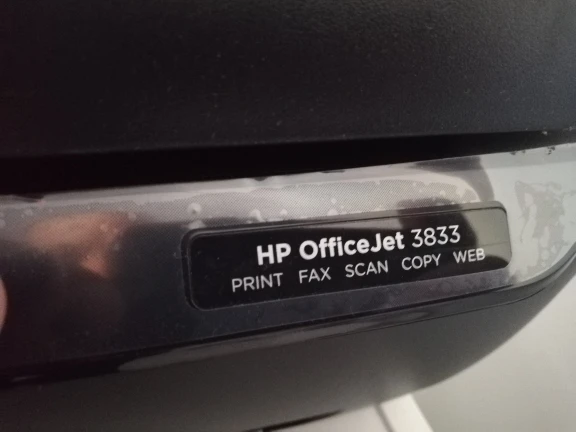 HP OfficeJet 3833
PRINT FAX SCAN COPY WEB